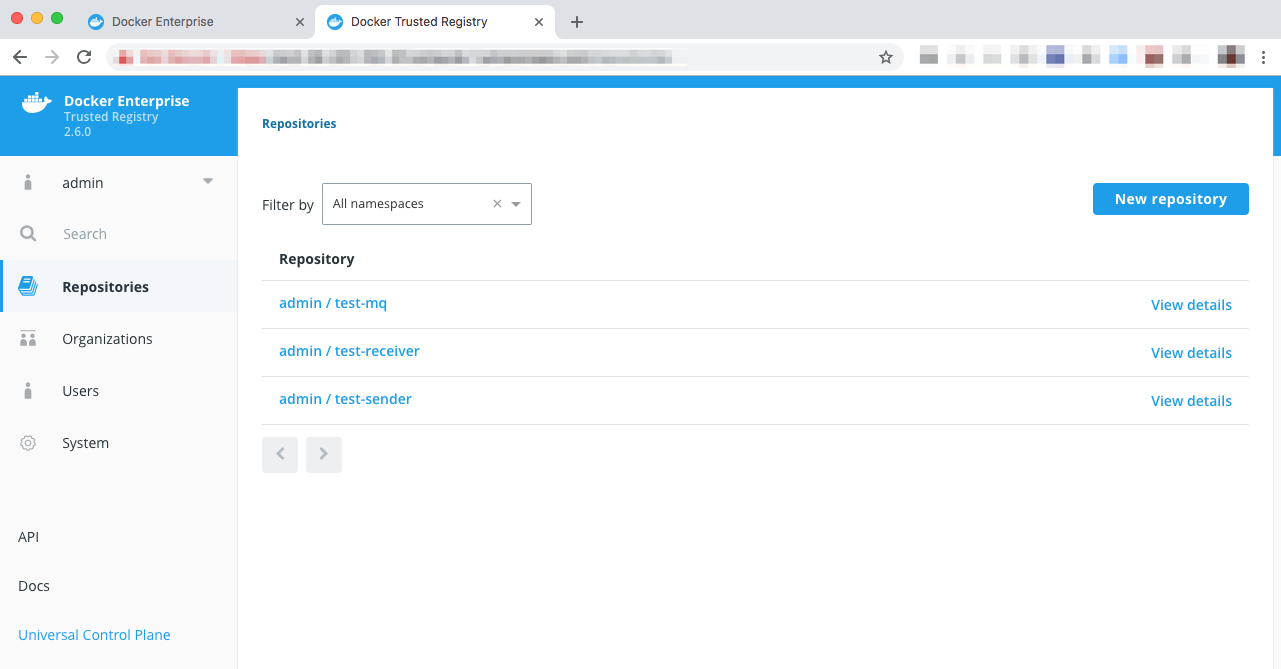 Docker Enterprise
Docker Trusted Registry
Docker Enterprise
Trusted Registry
2.6.0
admin
Search
Repositories
Organizations
Users
System
API
Docs
Universal Control Plane
Repositories
Filter by All namespaces
New repository
Repository
admin / test-mq View details
admin / test-receiver View details
admin / test-sender View details